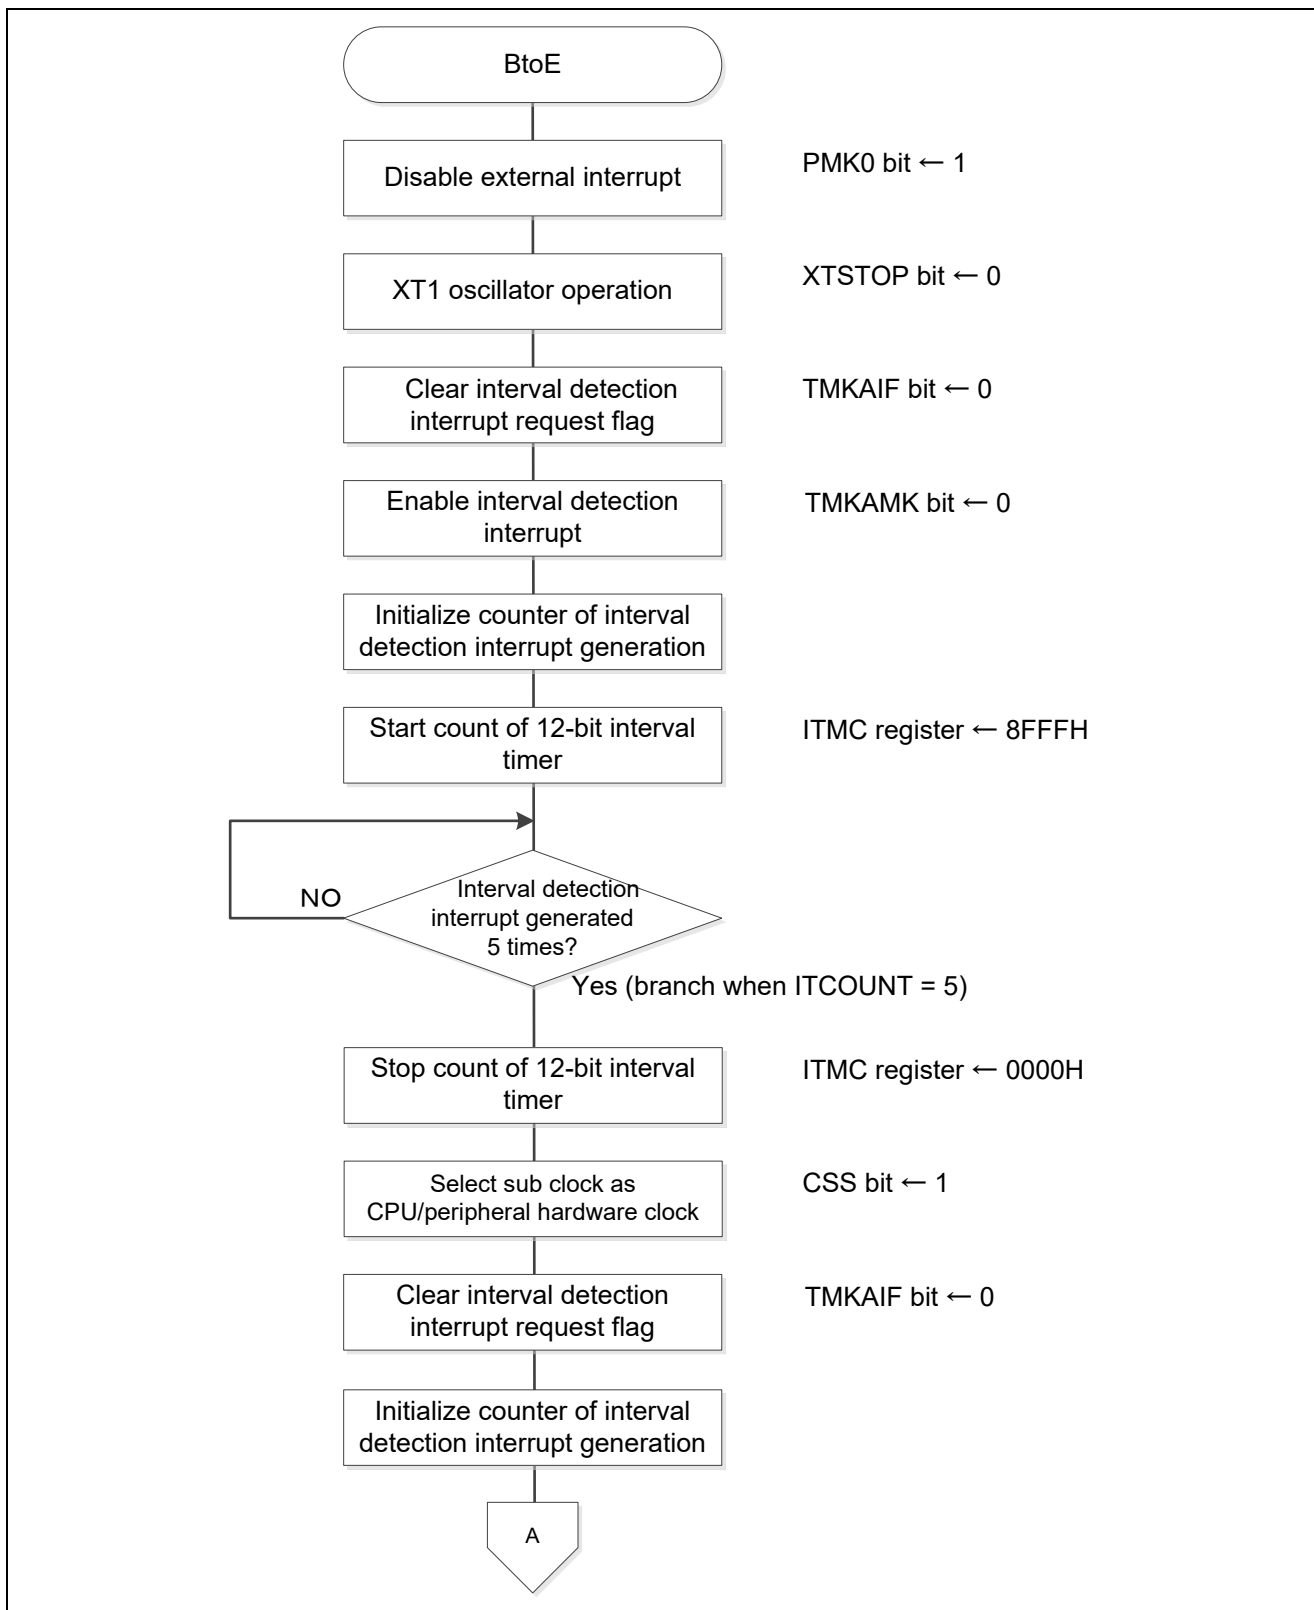 BtoE
Disable external interrupt
PMK0 bit ← 1
XT1 oscillator operation
XTSTOP bit ← 0
Clear interval detection
interrupt request flag
TMKAIF bit ← 0
Enable interval detection
interrupt
TMKAMK bit ← 0
Initialize counter of interval
detection interrupt generation
Start count of 12-bit interval
timer
ITMC register ← 8FFFH
NO
Interval detection
interrupt generated
5 times?
Yes (branch when ITCOUNT = 5)
Stop count of 12-bit interval
timer
ITMC register ← 0000H
Select sub clock as
CPU/peripheral hardware clock
CSS bit ← 1
Clear interval detection
interrupt request flag
TMKAIF bit ← 0
Initialize counter of interval
detection interrupt generation
A